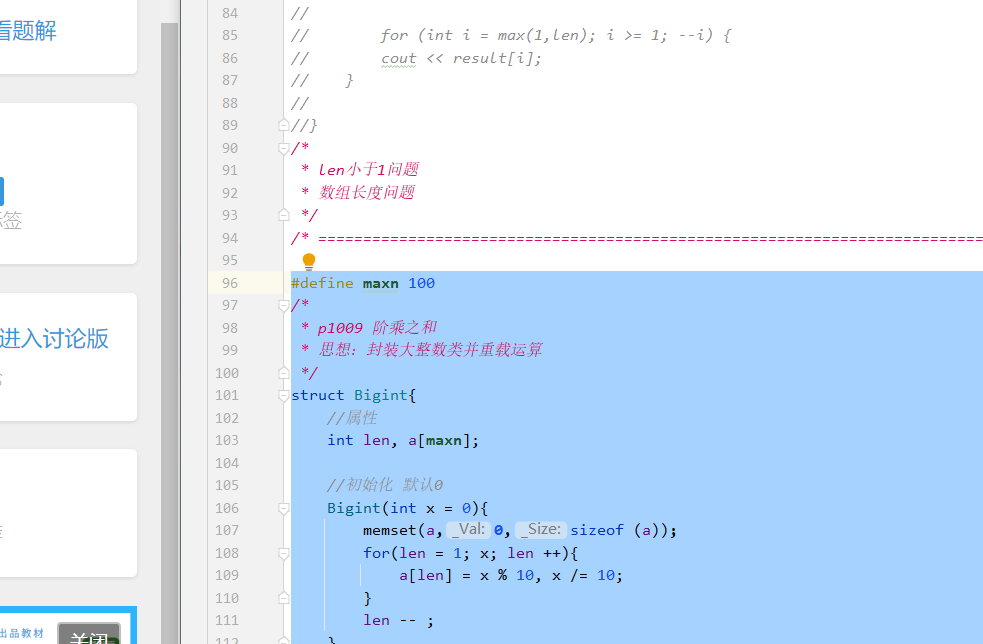 看题解
签
进入讨论版
出品教材
关闭
84 //
85 //        for (int i = max(1,len); i >= 1; --i) {
86 //        cout << result[i];
87 //    }
88 //
89 //}
90 /*
91  * len小于1问题
92  * 数组长度问题
93  */
94 /* ==========================================================================
95
96 #define maxn 100
97 /*
98  * p1009 阶乘之和
99  * 思想：封装大整数类并重载运算
100  */
101 struct Bigint{
102     //属性
103     int len, a[maxn];
104
105     //初始化 默认0
106     Bigint(int x = 0){
107         memset(a, _Val: 0, _Size: sizeof (a));
108         for(len = 1; x; len ++){
109             a[len] = x % 10, x /= 10;
110         }
111         len -- ;
112     }